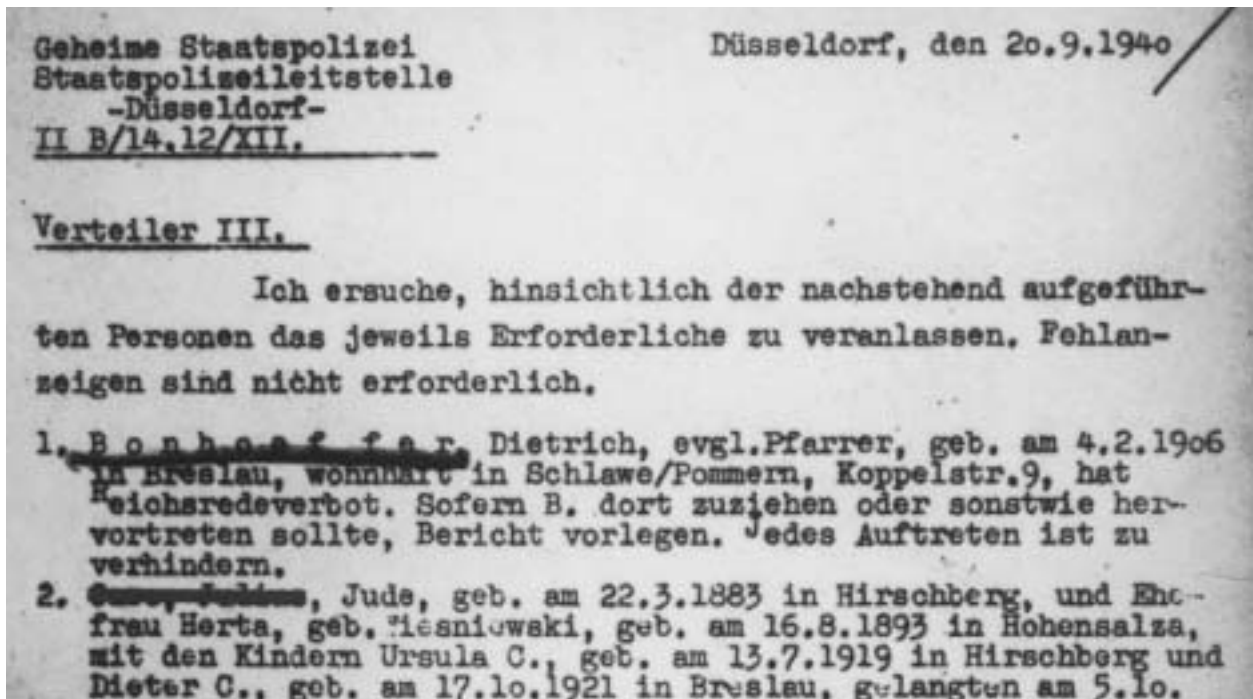 Geheime Staatspolizei
Staatspolizeileitstelle
-Düsseldorf-
II B/14.12/XII.
Düsseldorf, den 2o.9.194o
Verteiler III.
Ich ersuche, hinsichtlich der nachstehend aufgeführ-
ten Personen das jeweils Erforderliche zu veranlassen. Fehlan-
zeigen sind nicht erforderlich.
1. B o n h o e f f e r, Dietrich, evgl.Pfarrer, geb. am 4.2.19o6
in Breslau, wohnhaft in Schlawe/Pommern, Koppelstr.9, hat
Reichsredeverbot. Sofern B. dort zuziehen oder sonstwie her-
vortreten sollte, Bericht vorlegen. Jedes Auftreten ist zu
verhindern.
2. , Jude, geb. am 22.3.1883 in Hirschberg, und Ehe-
frau Herta, geb. , geb. am 16.8.1893 in Hohensalza,
mit den Kindern Ursula C., geb. am 13.7.1919 in Hirschberg und
Dieter C., geb. am 17.1o.1921 in Breslau, gelangten am 5.1o.